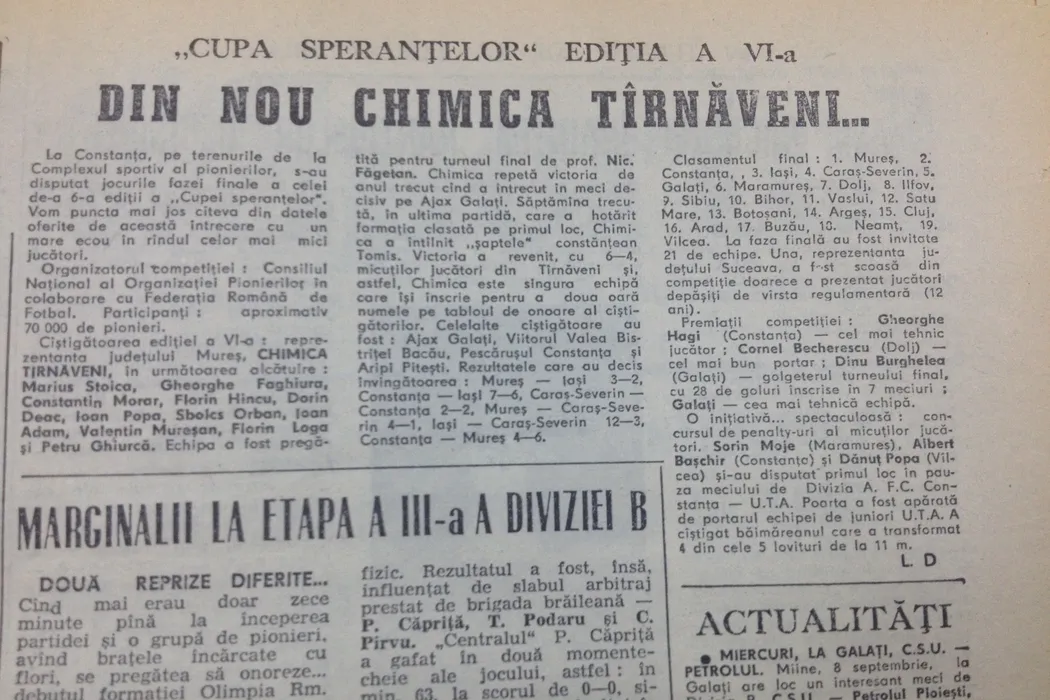 „CUPA SPERANŢELOR“ EDIŢIA A VI-a
DIN NOU CHIMICA TÎRNĂVENI...
La Constanţa, pe terenurile de la
Complexul sportiv al pionierilor, s-au
disputat jocurile fazei finale a celei
de-a 6-a ediţii a „Cupei speranţelor".
Vom puncta mai jos cîteva din datele
oferite de această întrecere cu un
mare ecou în rîndul celor mai mici
jucători.
Organizatorul competiţiei : Consiliul
Naţional al Organizaţiei Pionierilor în
colaborare cu Federaţia Română de
Fotbal. Participanţi : aproximativ
70 000 de pionieri.
Cîştigătoarea ediţiei a VI-a : repre-
zentanta judeţului Mureş, CHIMICA
TIRNĂVENI, în următoarea alcătuire :
Marius Stoica, Gheorghe Faghiura,
Constantin Morar, Florin Hincu, Dorin
Deac, Ioan Popa, Sbolcs Orban, Ioan
Adam, Valentin Mureşan, Florin Loga
şi Petru Ghiurcă. Echipa a fost pregă-
tită pentru turneul final de prof. Nic.
Făgetan. Chimica repetă victoria de
anul trecut cînd a întrecut în meci de-
cisiv pe Ajax Galaţi. Săptămîna trecu-
tă, în ultima partidă, care a hotărît
formaţia clasată pe primul loc, Chimi-
ca a întîlnit „şaptele" constănţean
Tomis. Victoria a revenit, cu 6—4,
micuţilor jucători din Tîrnăveni şi,
astfel, Chimica este singura echipă
care îşi înscrie pentru a doua oară
numele pe tabloul de onoare al cîşti-
gătorilor. Celelalte cîştigătoare au
fost : Ajax Galaţi, Viitorul Valea Bis-
triţei Bacău, Pescăruşul Constanţa şi
Aripi Piteşti. Rezultatele care au decis
învingătoarea : Mureş — Iaşi 3—2,
Constanţa — Iaşi 7—6, Caraş-Severin —
Constanţa 2—2, Mureş — Caraş-Seve-
rin 4—1, Iaşi — Caraş-Severin 12—3,
Constanţa — Mureş 4—6.
Clasamentul final : 1. Mureş, 2.
Constanţa, , 3. Iaşi, 4. Caraş-Severin, 5.
Galaţi, 6. Maramureş, 7. Dolj, 8. Ilfov,
9. Sibiu, 10. Bihor, 11. Vaslui, 12. Satu
Mare, 13. Botoşani, 14. Argeş, 15. Cluj,
16. Arad, 17. Buzău, 18. Neamţ, 19.
Vîlcea. La faza finală au fost invitate
21 de echipe. Una, reprezentanta ju-
deţului Suceava, a f-st scoasă din
competiţie doarece a prezentat jucători
depăşiţi de vîrsta regulamentară (12
ani).
Premiaţii competiţiei : Gheorghe
Hagi (Constanţa) — cel mai tehnic
jucător ; Cornel Becherescu (Dolj) —
cel mai bun portar ; Dinu Burghelea
(Galaţi) — golgeterul turneului final,
cu 28 de goluri înscrise în 7 meciuri ;
Galaţi — cea mai tehnică echipă.
O iniţiativă... spectaculoasă : con-
cursul de penalty-uri al micuţilor jucă-
tori. Sorin Moje (Maramureş), Albert
Başchir (Constanţa) şi Dănuţ Popa (Vîl-
cea) şi-au disputat primul loc în pau-
za meciului de Divizia A. F.C. Con-
stanţa — U.T.A. Poarta a fost apărată
de portarul echipei de juniori U.T.A. A
cîştigat băimăreanul care a transformat
4 din cele 5 lovituri de la 11 m.
L. D
MARGINALII LA ETAPA A III-a A DIVIZIEI B
DOUĂ REPRIZE DIFERITE...
Cînd mai erau doar zece
minute pînă la începerea
partidei şi o grupă de pionieri,
avînd braţele încărcate cu
flori, se pregătea să onoreze...
debutul formaţiei Olimpia Rm.
fizic. Rezultatul a fost, însă,
influenţat de slabul arbitraj
prestat de brigada brăileană —
P. Căpriţă, T. Podaru şi C.
Pîrvu. „Centralul“ P. Căpriţă
a gafat în două momente-
cheie ale jocului, astfel : în
min. 63, la scorul de 0—0, si-
ACTUALITĂŢI
● MIERCURI, LA GALAŢI, C.S.U. —
PETROLUL. Mîine, 8 septembrie, la
Galaţi are loc un interesant meci de
C.S.U. — Petrolul Ploieşti,